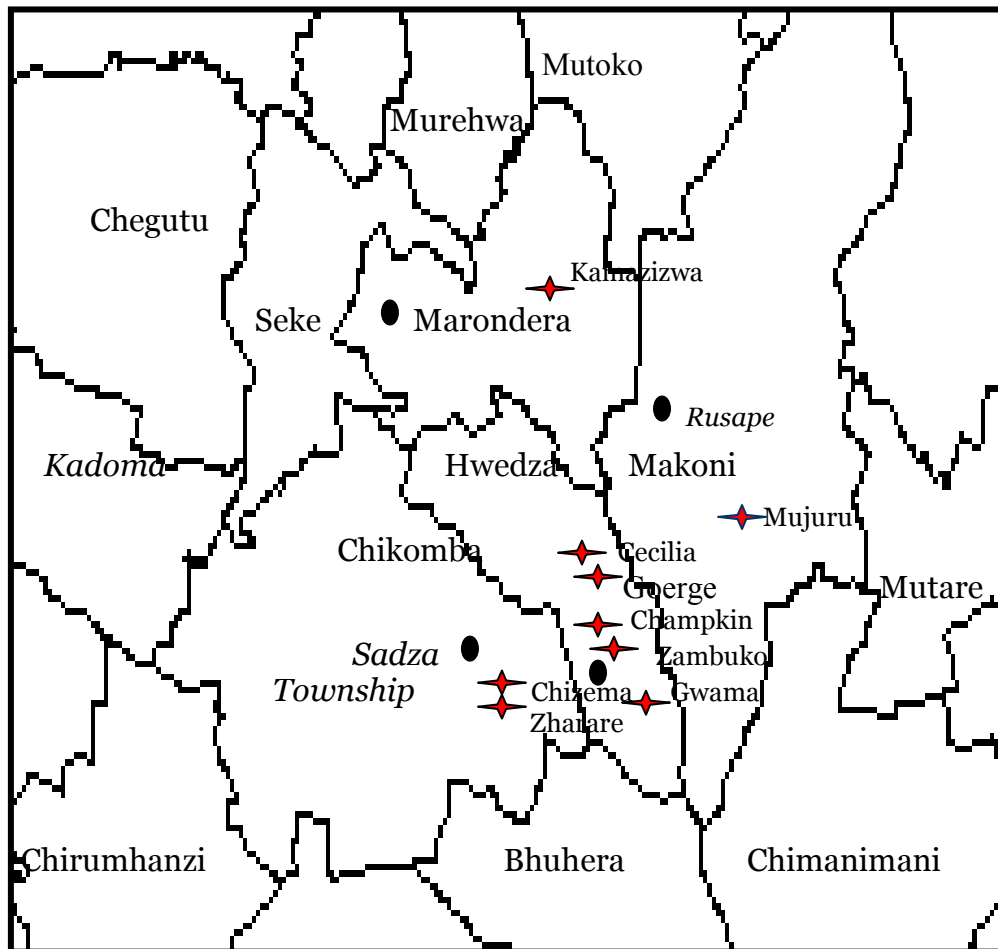 Mutoko
Murehwa
Chegutu
Kamazizwa
Seke
Marondera
Rusape
Kadoma
Hwedza
Makoni
Mujuru
Chikomba
Cecilia
Goerge
Mutare
Champkin
Sadza
Zambuko
Township
Chizema
Gwama
Zharare
Chirumhanzi
Bhuhera
Chimanimani